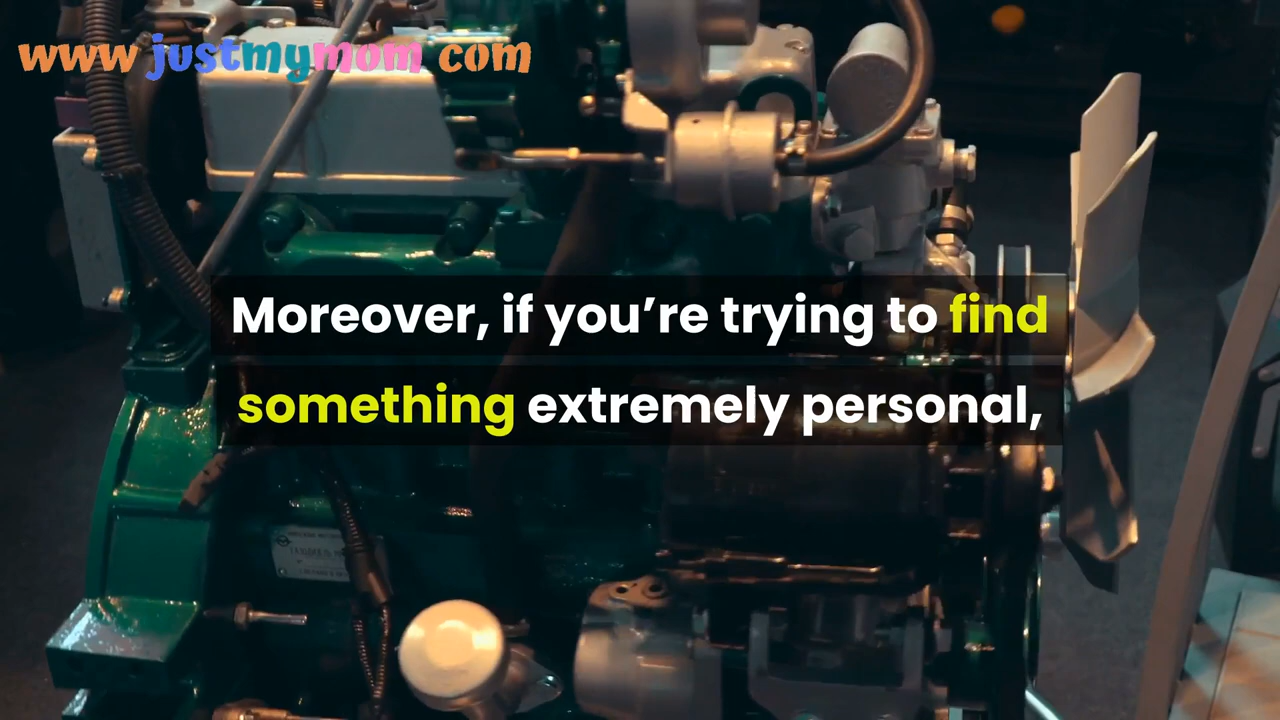 www justmymom com
Moreover, if you’re trying to find
something extremely personal,